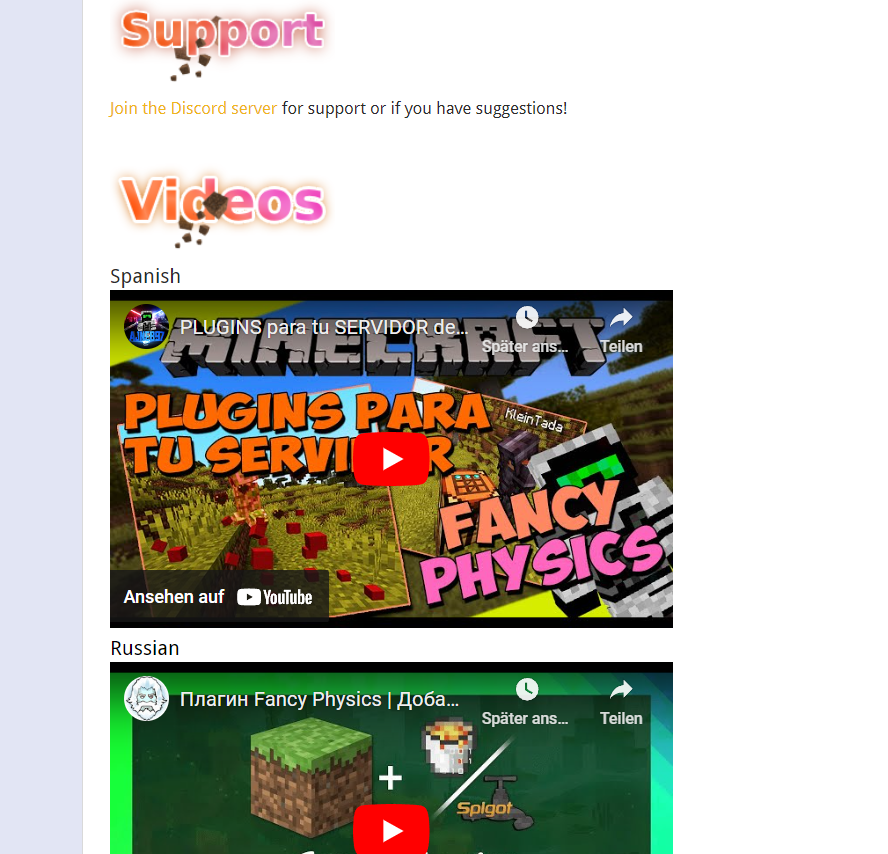 Support
Join the Discord server for support or if you have suggestions!
Videos
Spanish
PLUGINS para tu SERVIDOR de...
Später ans...
Teilen
MINECRAFT
PLUGINS PARA
TU SERVIDOR
KleinTada
FANCY
PHYSICS
Ansehen auf YouTube
Russian
Плагин Fancy Physics | Доба...
Später ans...
Teilen
Spigot